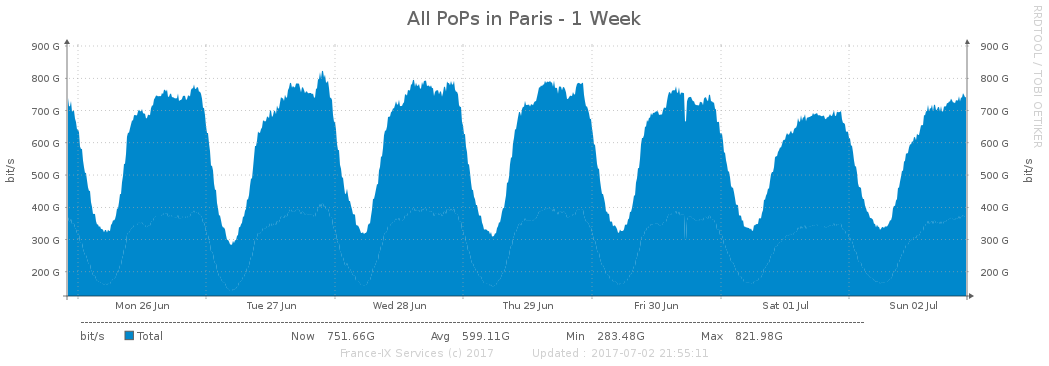 All PoPs in Paris - 1 Week
RRDTOOL / TOBI OETIKER
bit/s
bit/s
900 G 900 G
800 G 800 G
700 G 700 G
600 G 600 G
500 G 500 G
400 G 400 G
300 G 300 G
200 G 200 G
Mon 26 Jun Tue 27 Jun Wed 28 Jun Thu 29 Jun Fri 30 Jun Sat 01 Jul Sun 02 Jul
bit/s Total Now 751.66G Avg 599.11G Min 283.48G Max 821.98G
France-IX Services (c) 2017 Updated : 2017-07-02 21:55:11